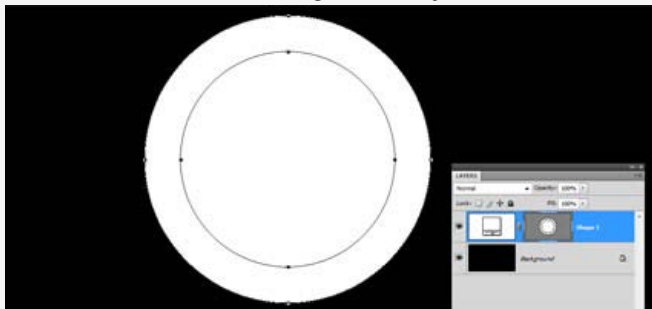 LAYERS
Normal Opacity: 100%
Lock: Fill: 100%
Shape 1
Background